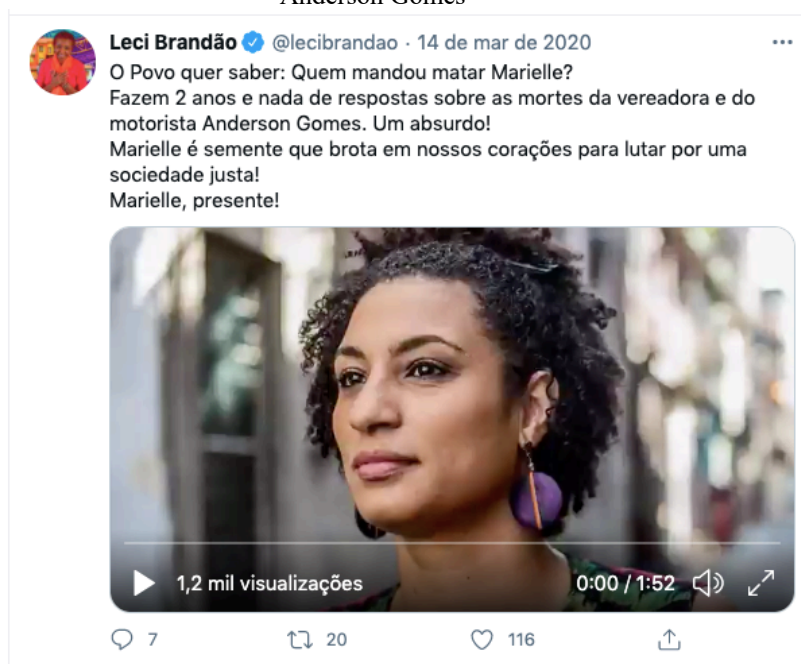 Anderson Gomes
Leci Brandão @lecibrandao · 14 de mar de 2020
O Povo quer saber: Quem mandou matar Marielle?
Fazem 2 anos e nada de respostas sobre as mortes da vereadora e do
motorista Anderson Gomes. Um absurdo!
Marielle é semente que brota em nossos corações para lutar por uma
sociedade justa!
Marielle, presente!
1,2 mil visualizações 0:00 / 1:52
7 20 116